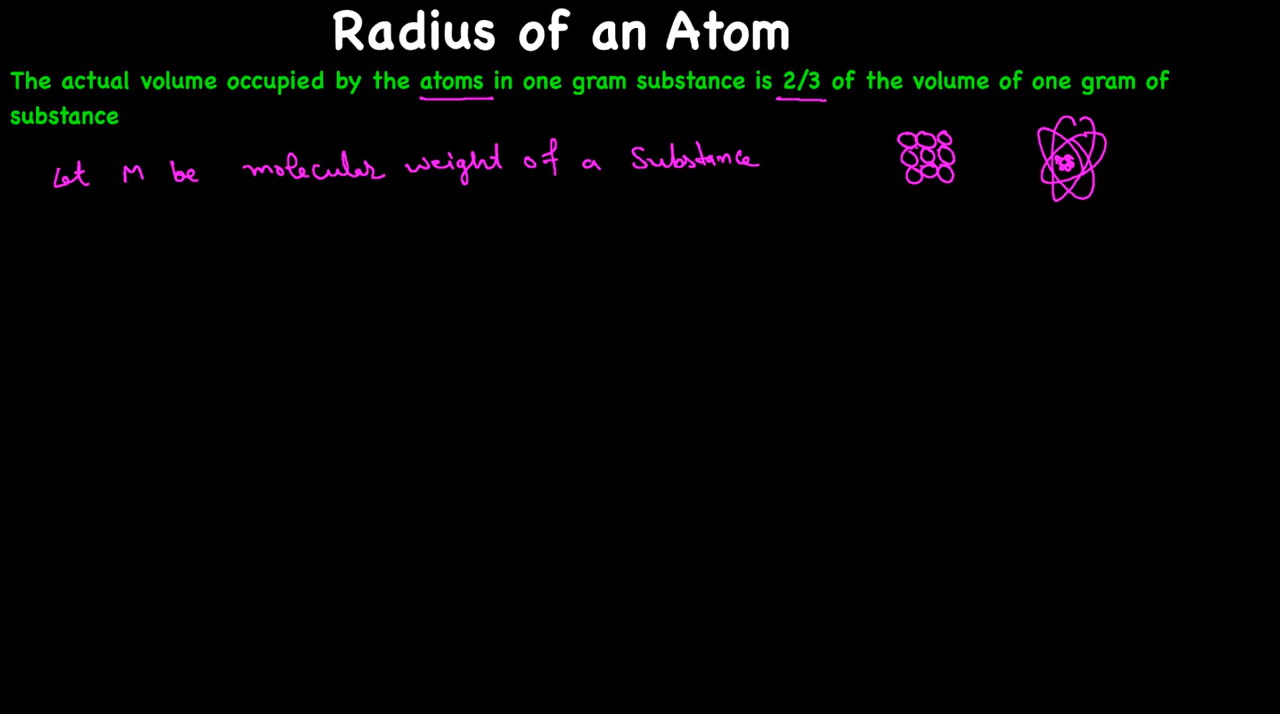 Radius of an Atom
The actual volume occupied by the atoms in one gram substance is 2/3 of the volume of one gram of
substance
Let M be molecular weight of a Substance